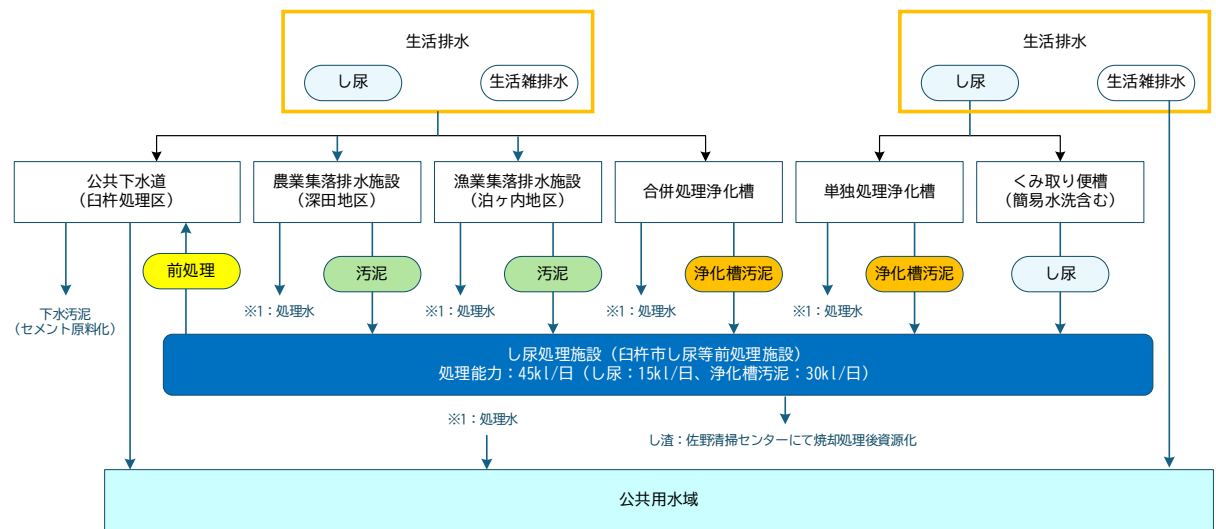 生活排水
し尿
生活雑排水
生活排水
し尿
生活雑排水
公共下水道
（臼杵処理区）
農業集落排水施設
（深田地区）
漁業集落排水施設
（泊ヶ内地区）
合併処理浄化槽
単独処理浄化槽
くみ取り便槽
（簡易水洗含む）
前処理
汚泥
汚泥
浄化槽汚泥
浄化槽汚泥
し尿
下水汚泥
（セメント原料化）
※1：処理水
※1：処理水
※1：処理水
※1：処理水
し尿処理施設（臼杵市し尿等前処理施設）
処理能力：45kl/日（し尿：15kl/日、浄化槽汚泥：30kl/日）
※1：処理水
し渣：佐野清掃センターにて焼却処理後資源化
公共用水域